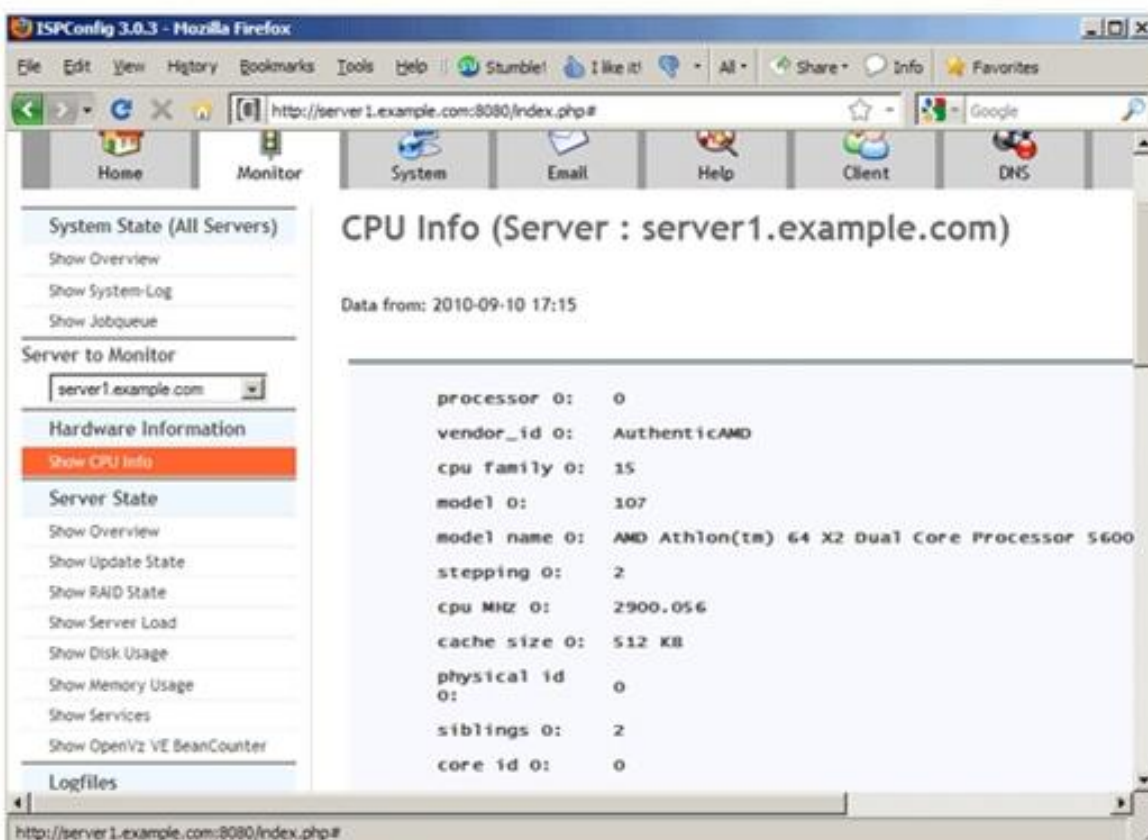 ISPConfig 3.0.3 - Mozilla Firefox
File Edit View History Bookmarks Tools Help Stumble! I like it! All Share Info Favorites
http://server1.example.com:8080/index.php# Google
Home Monitor System Email Help Client DNS
System State (All Servers)
Show Overview
Show System-Log
Show Jobqueue
Server to Monitor
server1.example.com
Hardware Information
Show CPU Info
Server State
Show Overview
Show Update State
Show RAID State
Show Server Load
Show Disk Usage
Show Memory Usage
Show Services
Show OpenVz VE BeanCounter
Logfiles
CPU Info (Server : server1.example.com)
Data from: 2010-09-10 17:15
processor 0: 0
vendor_id 0: AuthenticAMD
cpu family 0: 15
model 0: 107
model name 0: AMD Athlon(tm) 64 X2 Dual Core Processor 5600
stepping 0: 2
cpu MHz 0: 2900.056
cache size 0: 512 KB
physical id
0: 0
siblings 0: 2
core id 0: 0
http://server1.example.com:8080/index.php#